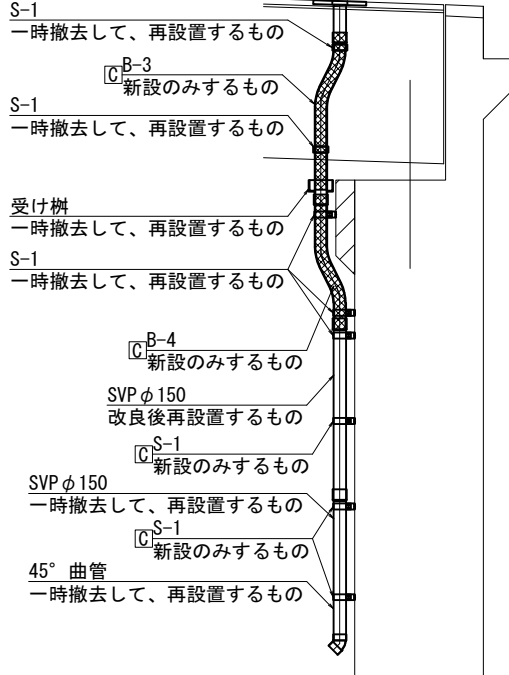 S-1
一時撤去して、再設置するもの
C B-3
新設のみするもの
S-1
一時撤去して、再設置するもの
受け桝
一時撤去して、再設置するもの
S-1
一時撤去して、再設置するもの
C B-4
新設のみするもの
SVPφ150
改良後再設置するもの
C S-1
新設のみするもの
SVPφ150
一時撤去して、再設置するもの
C S-1
新設のみするもの
45° 曲管
一時撤去して、再設置するもの